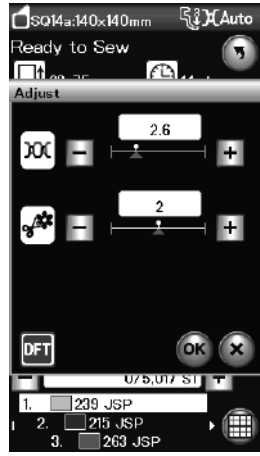 SQ14a:140x140mm Auto
Ready to Sew
Adjust
2.6
2
DFT
OK
075,017 ST
1. 239 JSP
2. 215 JSP
3. 263 JSP